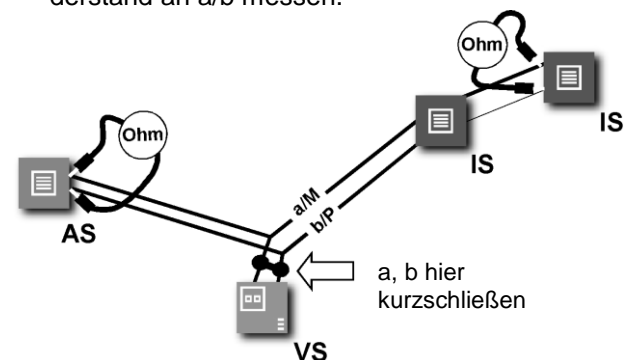 derstand an a/b messen.
Ohm
IS
Ohm
IS
a/M
b/P
AS
a, b hier
kurzschließen
VS